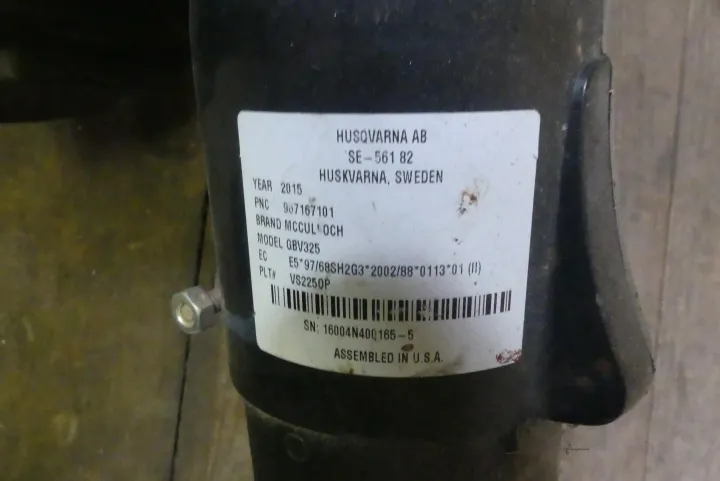 HUSQVARNA AB
SE-561 82
HUSKVARNA, SWEDEN
YEAR 2015
PNC 967167101
BRAND MCCULLOCH
MODEL GBV325
EC E5*97/68SH2G3*2002/88*0113*01 (II)
PLT# VS2250P
SN: 16004N400165-5
ASSEMBLED IN U.S.A.